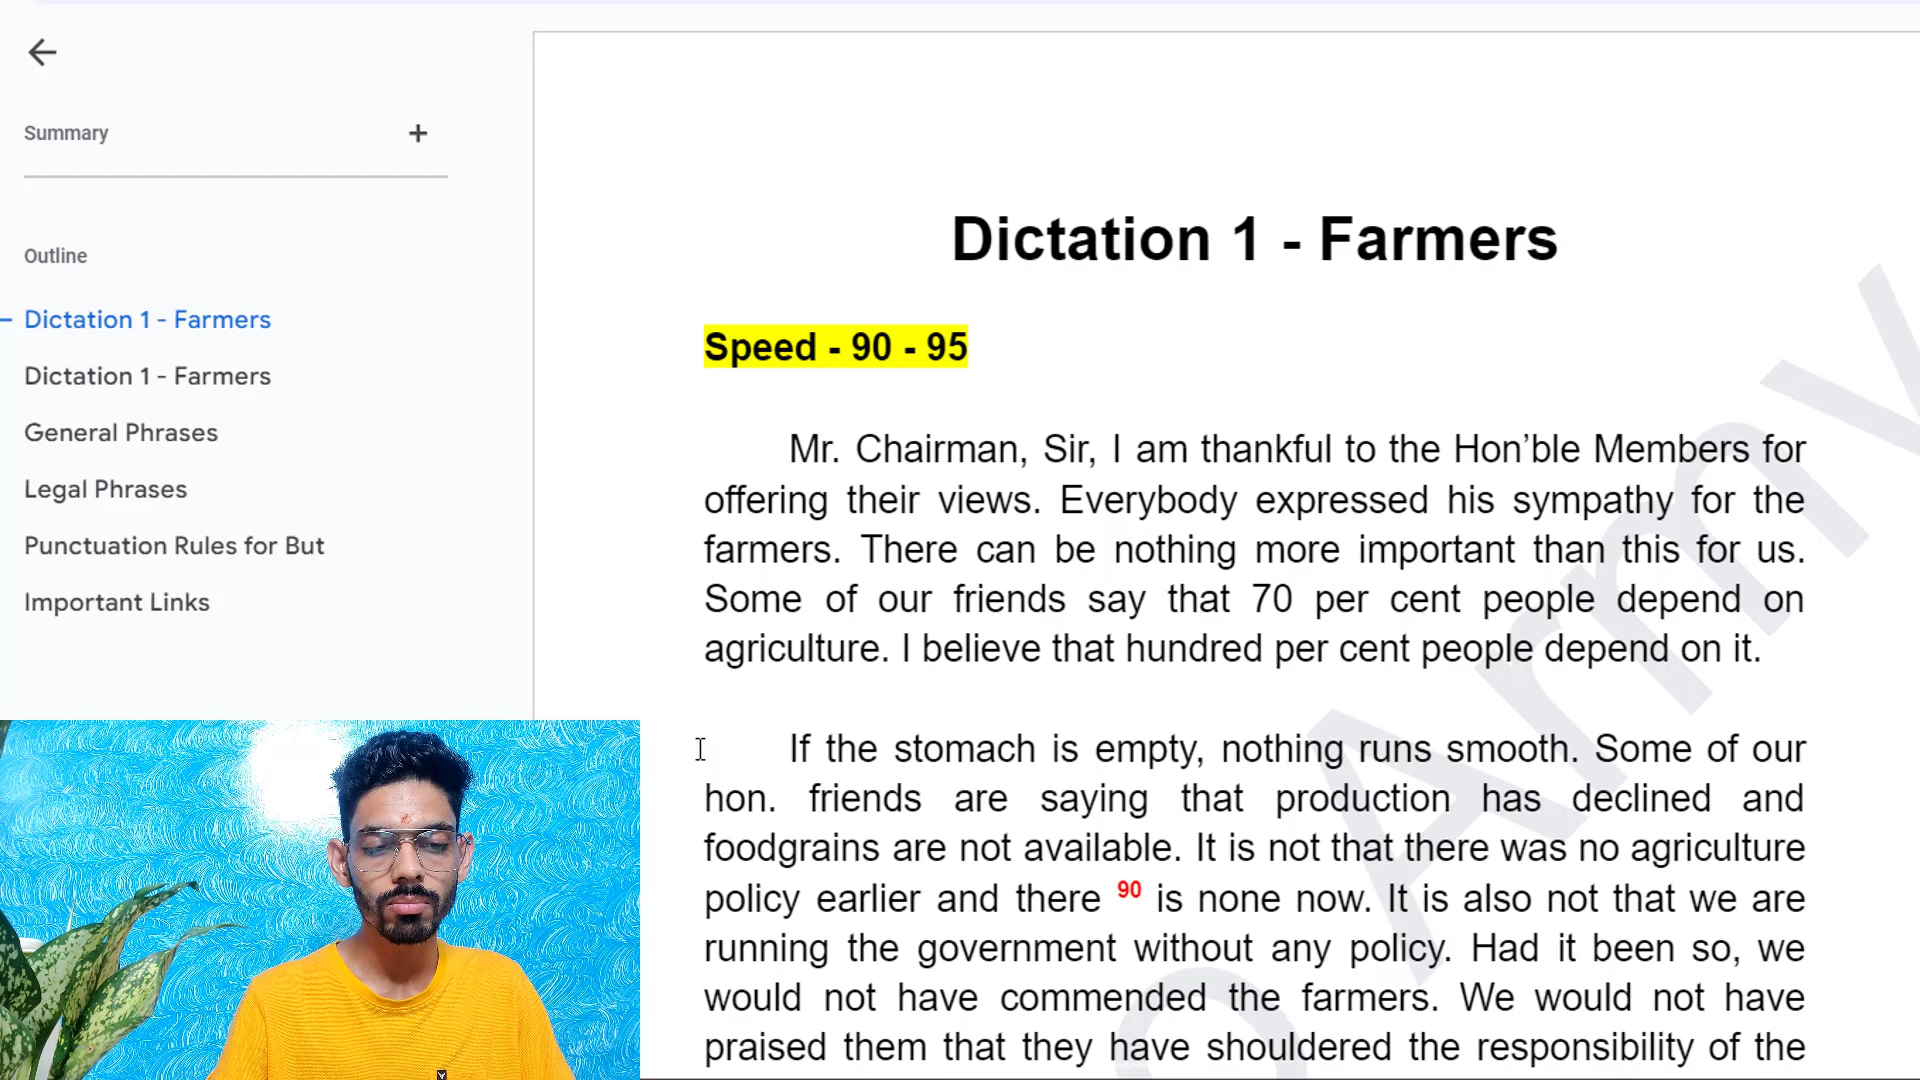 Summary
Outline
Dictation 1 - Farmers
Dictation 1 - Farmers
General Phrases
Legal Phrases
Punctuation Rules for But
Important Links
Dictation 1 - Farmers
Speed - 90 - 95
Mr. Chairman, Sir, I am thankful to the Hon’ble Members for
offering their views. Everybody expressed his sympathy for the
farmers. There can be nothing more important than this for us.
Some of our friends say that 70 per cent people depend on
agriculture. I believe that hundred per cent people depend on it.
If the stomach is empty, nothing runs smooth. Some of our
hon. friends are saying that production has declined and
foodgrains are not available. It is not that there was no agriculture
policy earlier and there 90 is none now. It is also not that we are
running the government without any policy. Had it been so, we
would not have commended the farmers. We would not have
praised them that they have shouldered the responsibility of the
Army